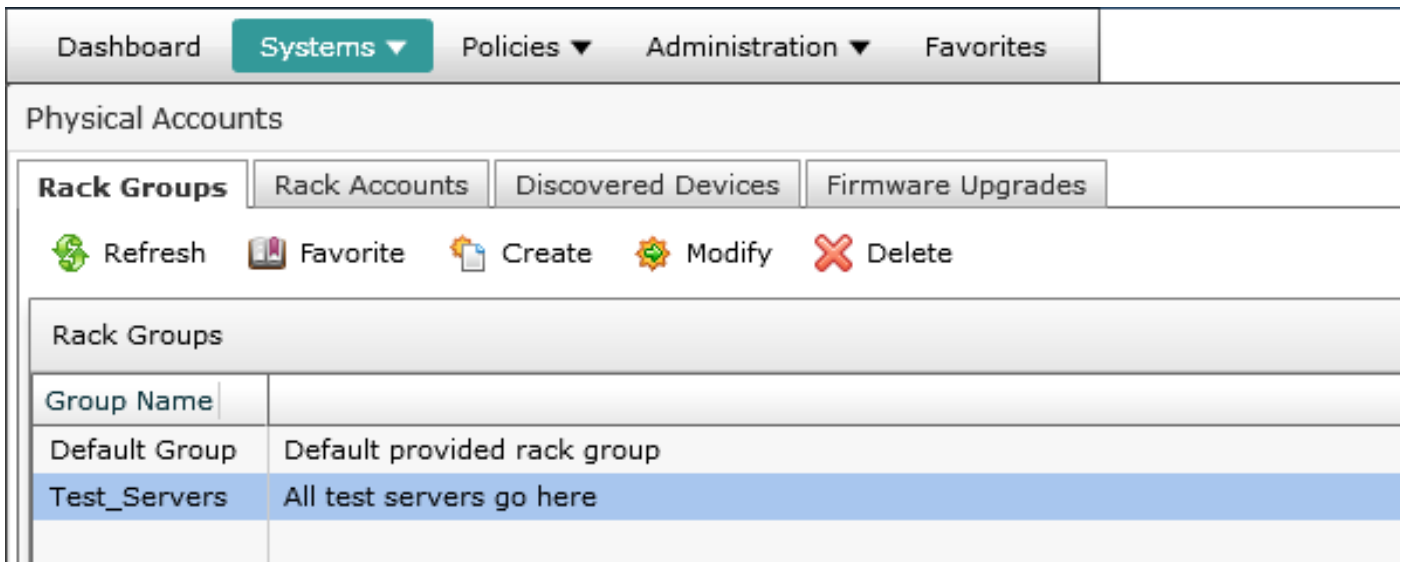 Dashboard Systems ▼ Policies ▼ Administration ▼ Favorites
Physical Accounts
Rack Groups Rack Accounts Discovered Devices Firmware Upgrades
Refresh Favorite Create Modify Delete
Rack Groups
Group Name
Default Group Default provided rack group
Test_Servers All test servers go here